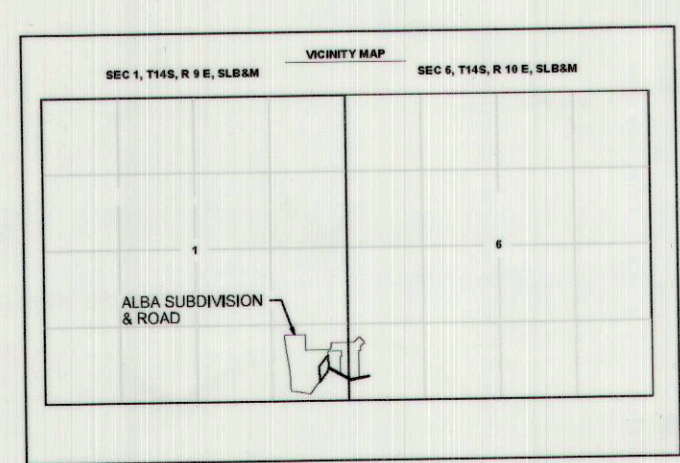 VICINITY MAP
SEC 1, T14S, R 9 E, SLB&M
SEC 6, T14S, R 10 E, SLB&M
1
6
ALBA SUBDIVISION
& ROAD